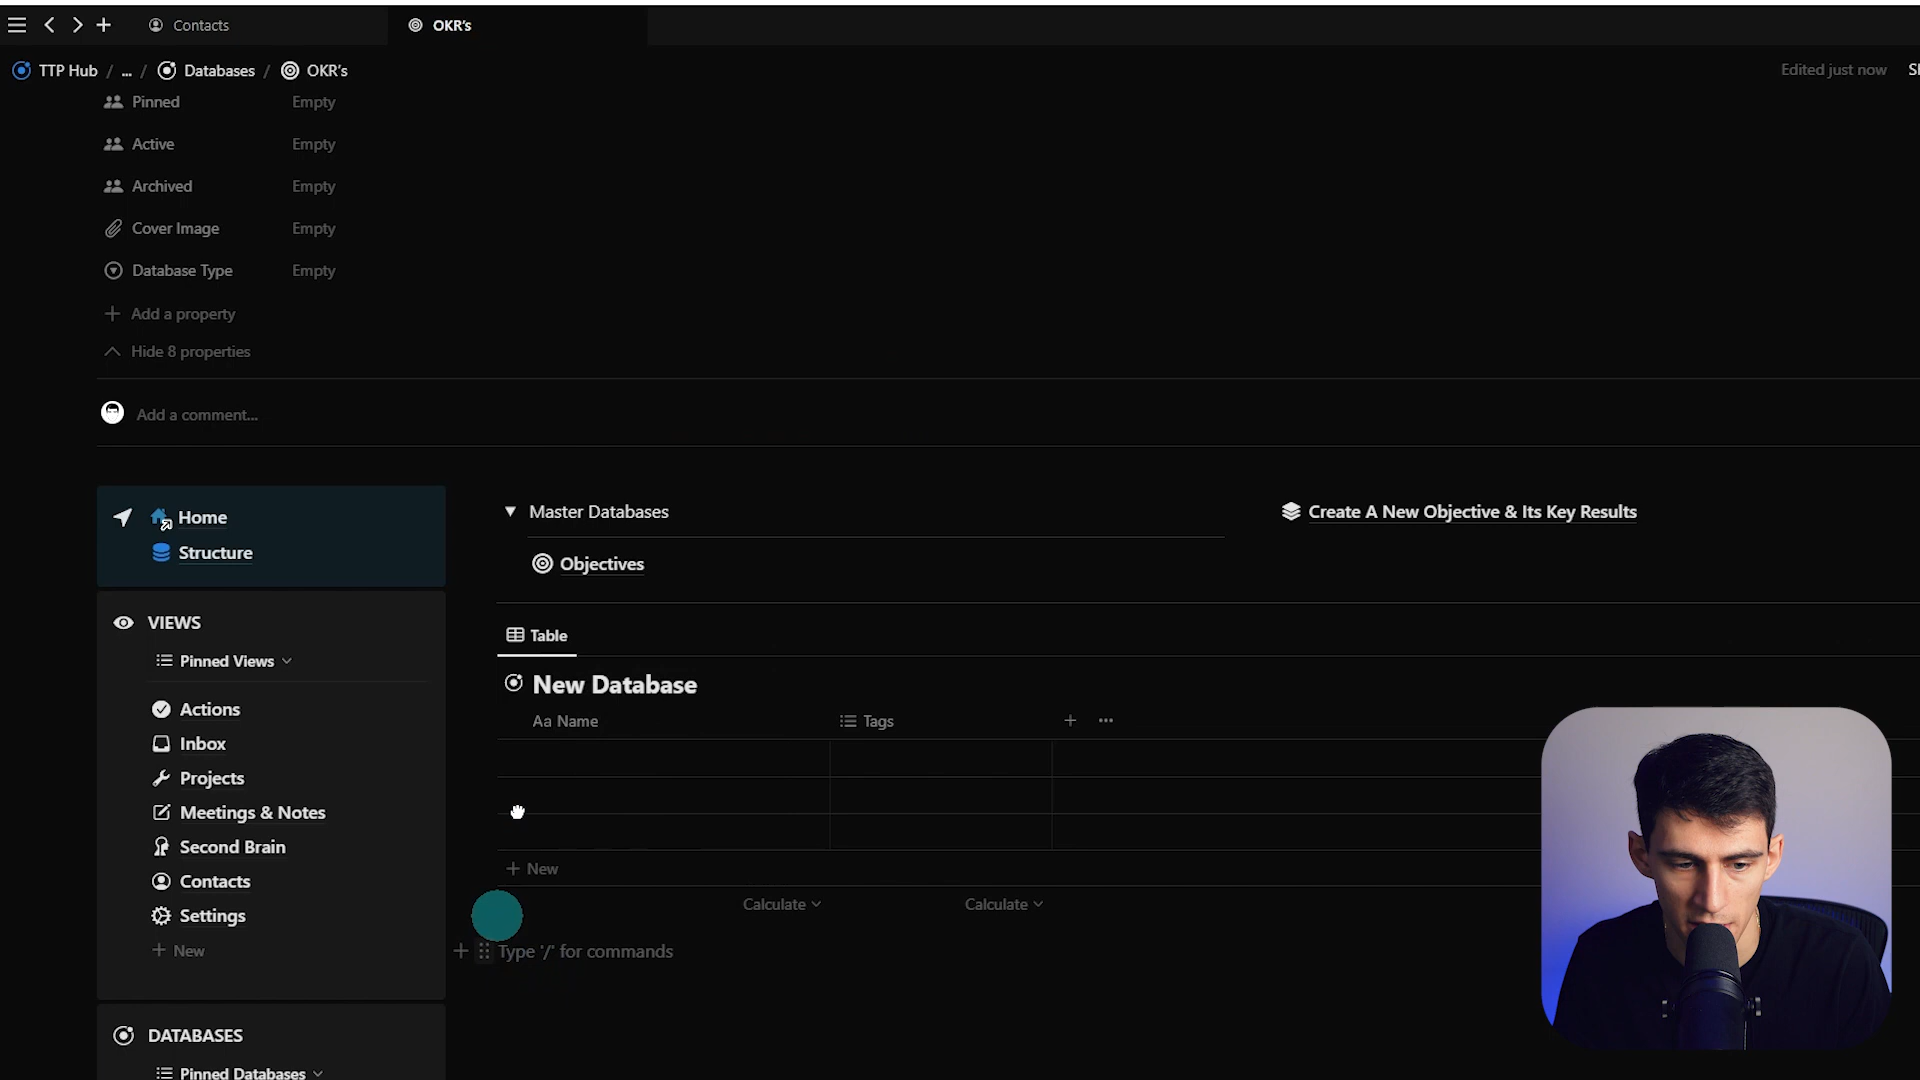 Contacts
OKR's
TTP Hub / ... / Databases / OKR's
Edited just now
Pinned Empty
Active Empty
Archived Empty
Cover Image Empty
Database Type Empty
Add a property
Hide 8 properties
Add a comment...
Home
Structure
VIEWS
Pinned Views
Actions
Inbox
Projects
Meetings & Notes
Second Brain
Contacts
Settings
New
DATABASES
Pinned Databases
Master Databases
Objectives
Create A New Objective & Its Key Results
Table
New Database
Aa Name Tags
New
Calculate Calculate
Type '/' for commands